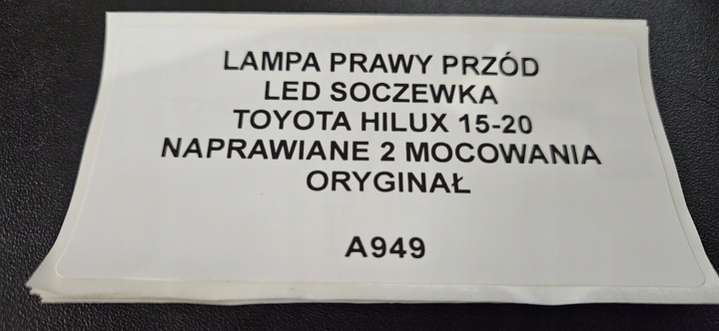 LAMPA PRAWY PRZÓD
LED SOCZEWKA
TOYOTA HILUX 15-20
NAPRAWIANE 2 MOCOWANIA
ORYGINAŁ
A949